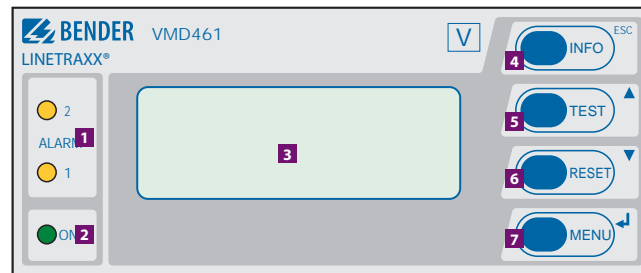 BENDER VMD461 V
LINETRAXX®
ESC
4 INFO
2
ALARM 1
1
3
5 TEST
6 RESET
ON 2
7 MENU